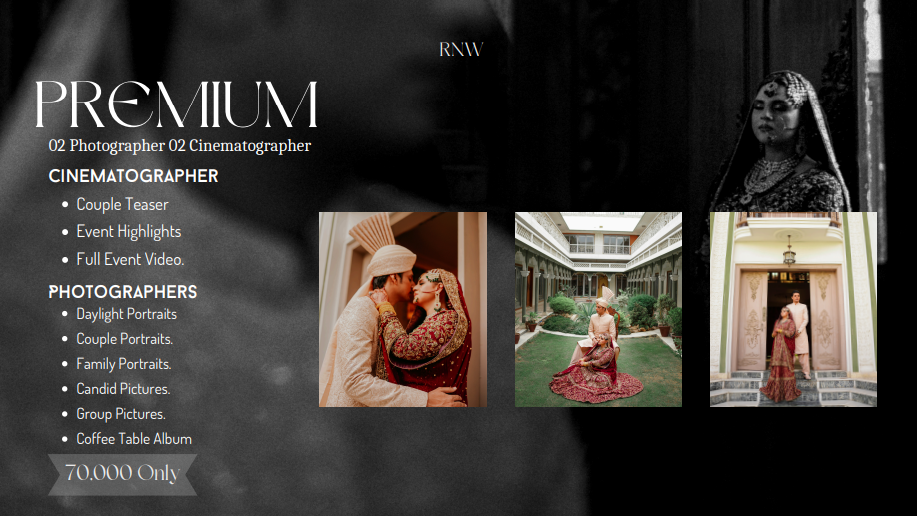 RNW
PREMIUM
02 Photographer 02 Cinematographer
CINEMATOGRAPHER
• Couple Teaser
• Event Highlights
• Full Event Video.
PHOTOGRAPHERS
• Daylight Portraits
• Couple Portraits.
• Family Portraits.
• Candid Pictures.
• Group Pictures.
• Coffee Table Album
70,000 Only